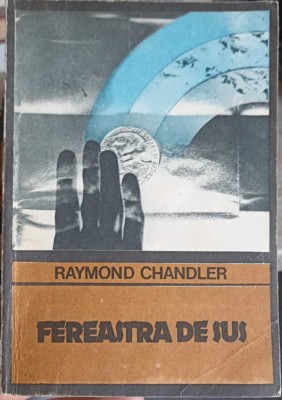 RAYMOND CHANDLER
FEREASTRA DE SUS